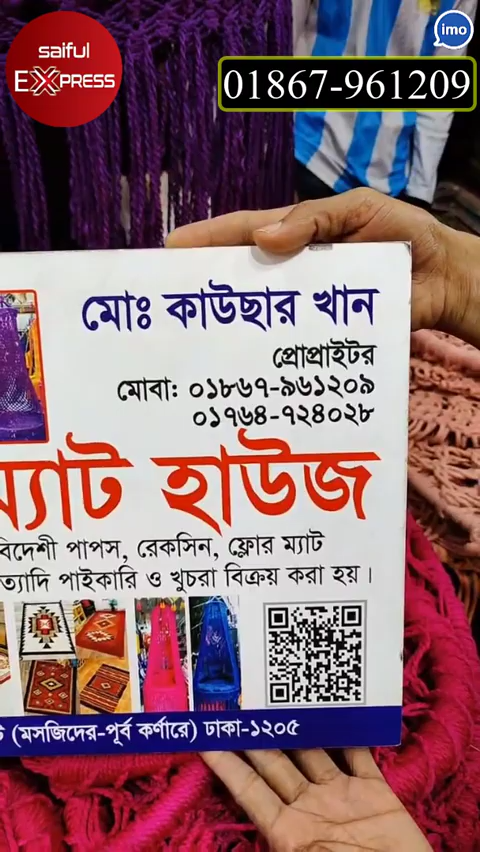 saiful
EXPRESS
imo
01867-961209
মোঃ কাউছার খান
প্রোপ্রাইটর
মোবা: ০১৮৬৭-৯৬১২০৯
০১৭৬৪-৭২৪০২৮
ম্যাট হাউজ
বিদেশী পাপস, রেকসিন, ফ্লোর ম্যাট
ত্যাদি পাইকারি ও খুচরা বিক্রয় করা হয়।
(মসজিদের-পূর্ব কর্ণারে) ঢাকা-১২০৫